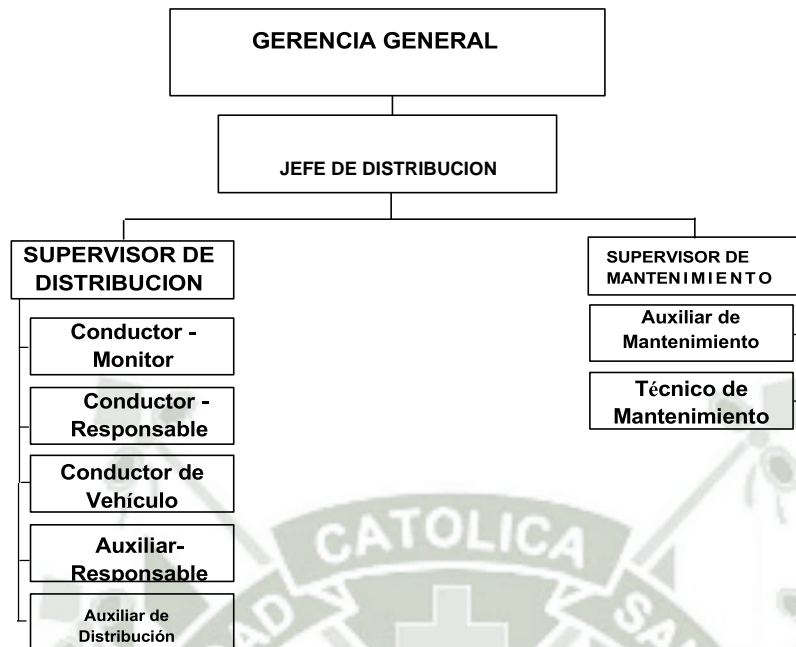 GERENCIA GENERAL
JEFE DE DISTRIBUCION
SUPERVISOR DE
DISTRIBUCION
Conductor -
Monitor
Conductor -
Responsable
Conductor de
Vehículo
Auxiliar-
Responsable
Auxiliar de
Distribución
SUPERVISOR DE
MANTENIMIENTO
Auxiliar de
Mantenimiento
Técnico de
Mantenimiento
CATOLICA